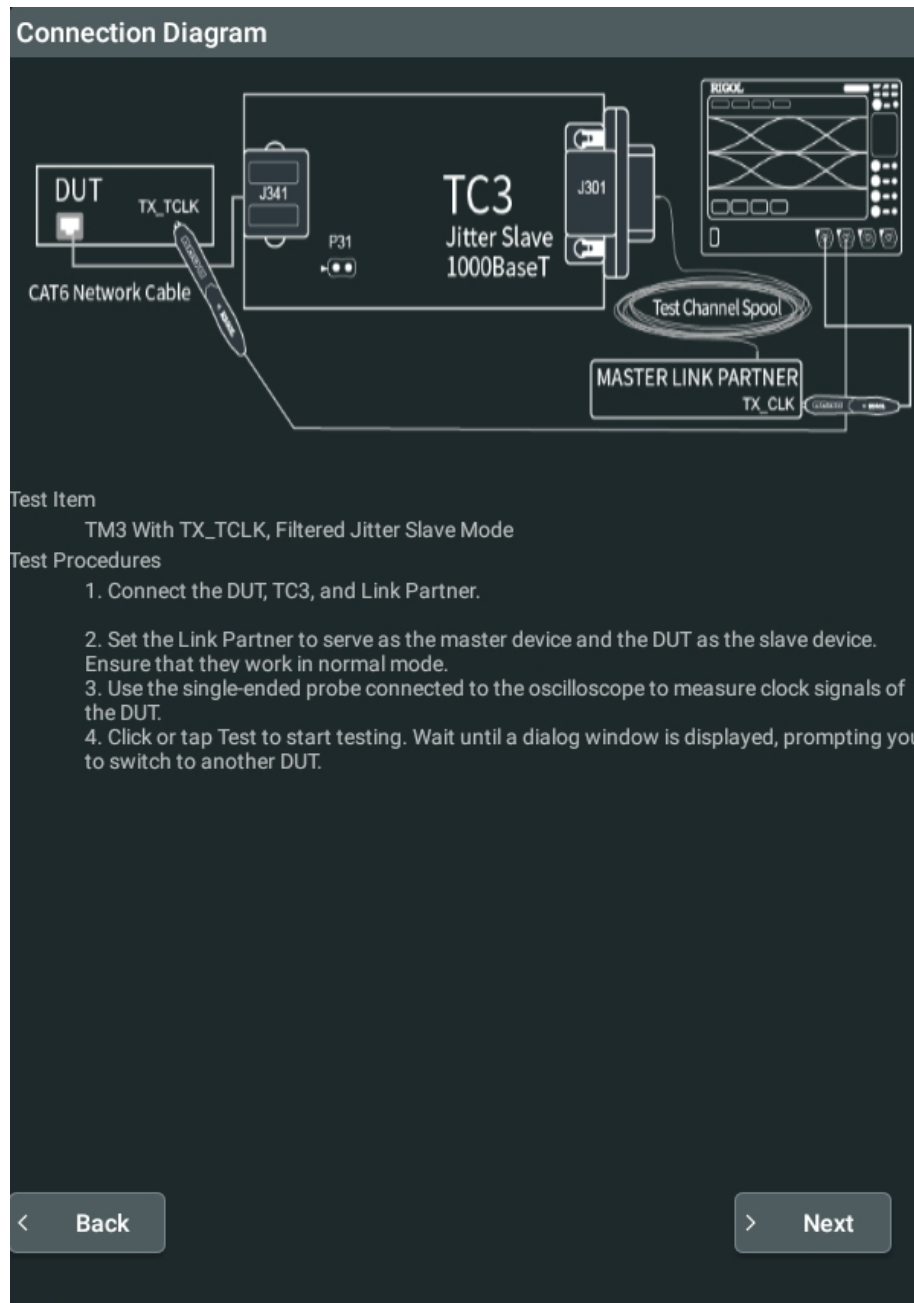 Connection Diagram
RIGOL
DUT
TX_TCLK
J341
TC3
J301
Jitter Slave
1000BaseT
P31
CAT6 Network Cable
Test Channel Spool
MASTER LINK PARTNER
TX_CLK
Test Item
TM3 With TX_TCLK, Filtered Jitter Slave Mode
Test Procedures
1. Connect the DUT, TC3, and Link Partner.
2. Set the Link Partner to serve as the master device and the DUT as the slave device.
Ensure that they work in normal mode.
3. Use the single-ended probe connected to the oscilloscope to measure clock signals of
the DUT.
4. Click or tap Test to start testing. Wait until a dialog window is displayed, prompting you
to switch to another DUT.
Back
Next